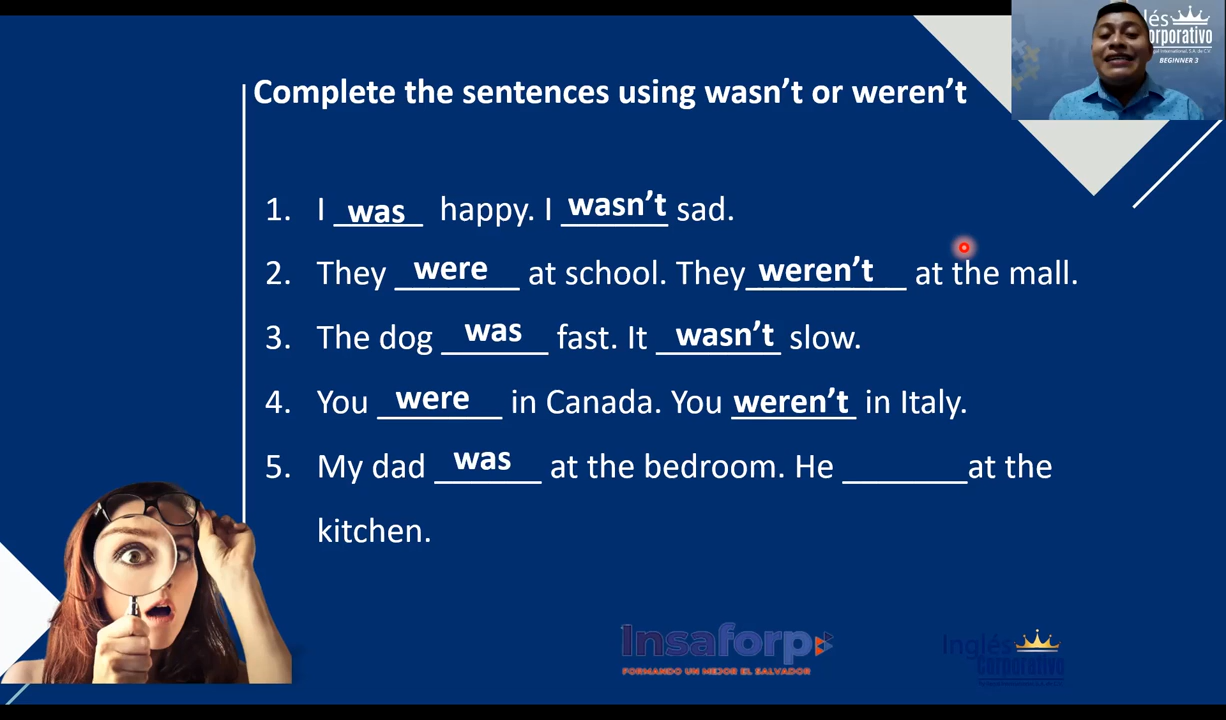 Complete the sentences using wasn't or weren't
1. I was happy. I wasn't sad.
2. They were at school. They weren't at the mall.
3. The dog was fast. It wasn't slow.
4. You were in Canada. You weren't in Italy.
5. My dad was at the bedroom. He ________at the
kitchen.
Insaforp
FORMANDO UN MEJOR EL SALVADOR
Inglés
Corporativo
lés
orporativo
BEGINNER 3